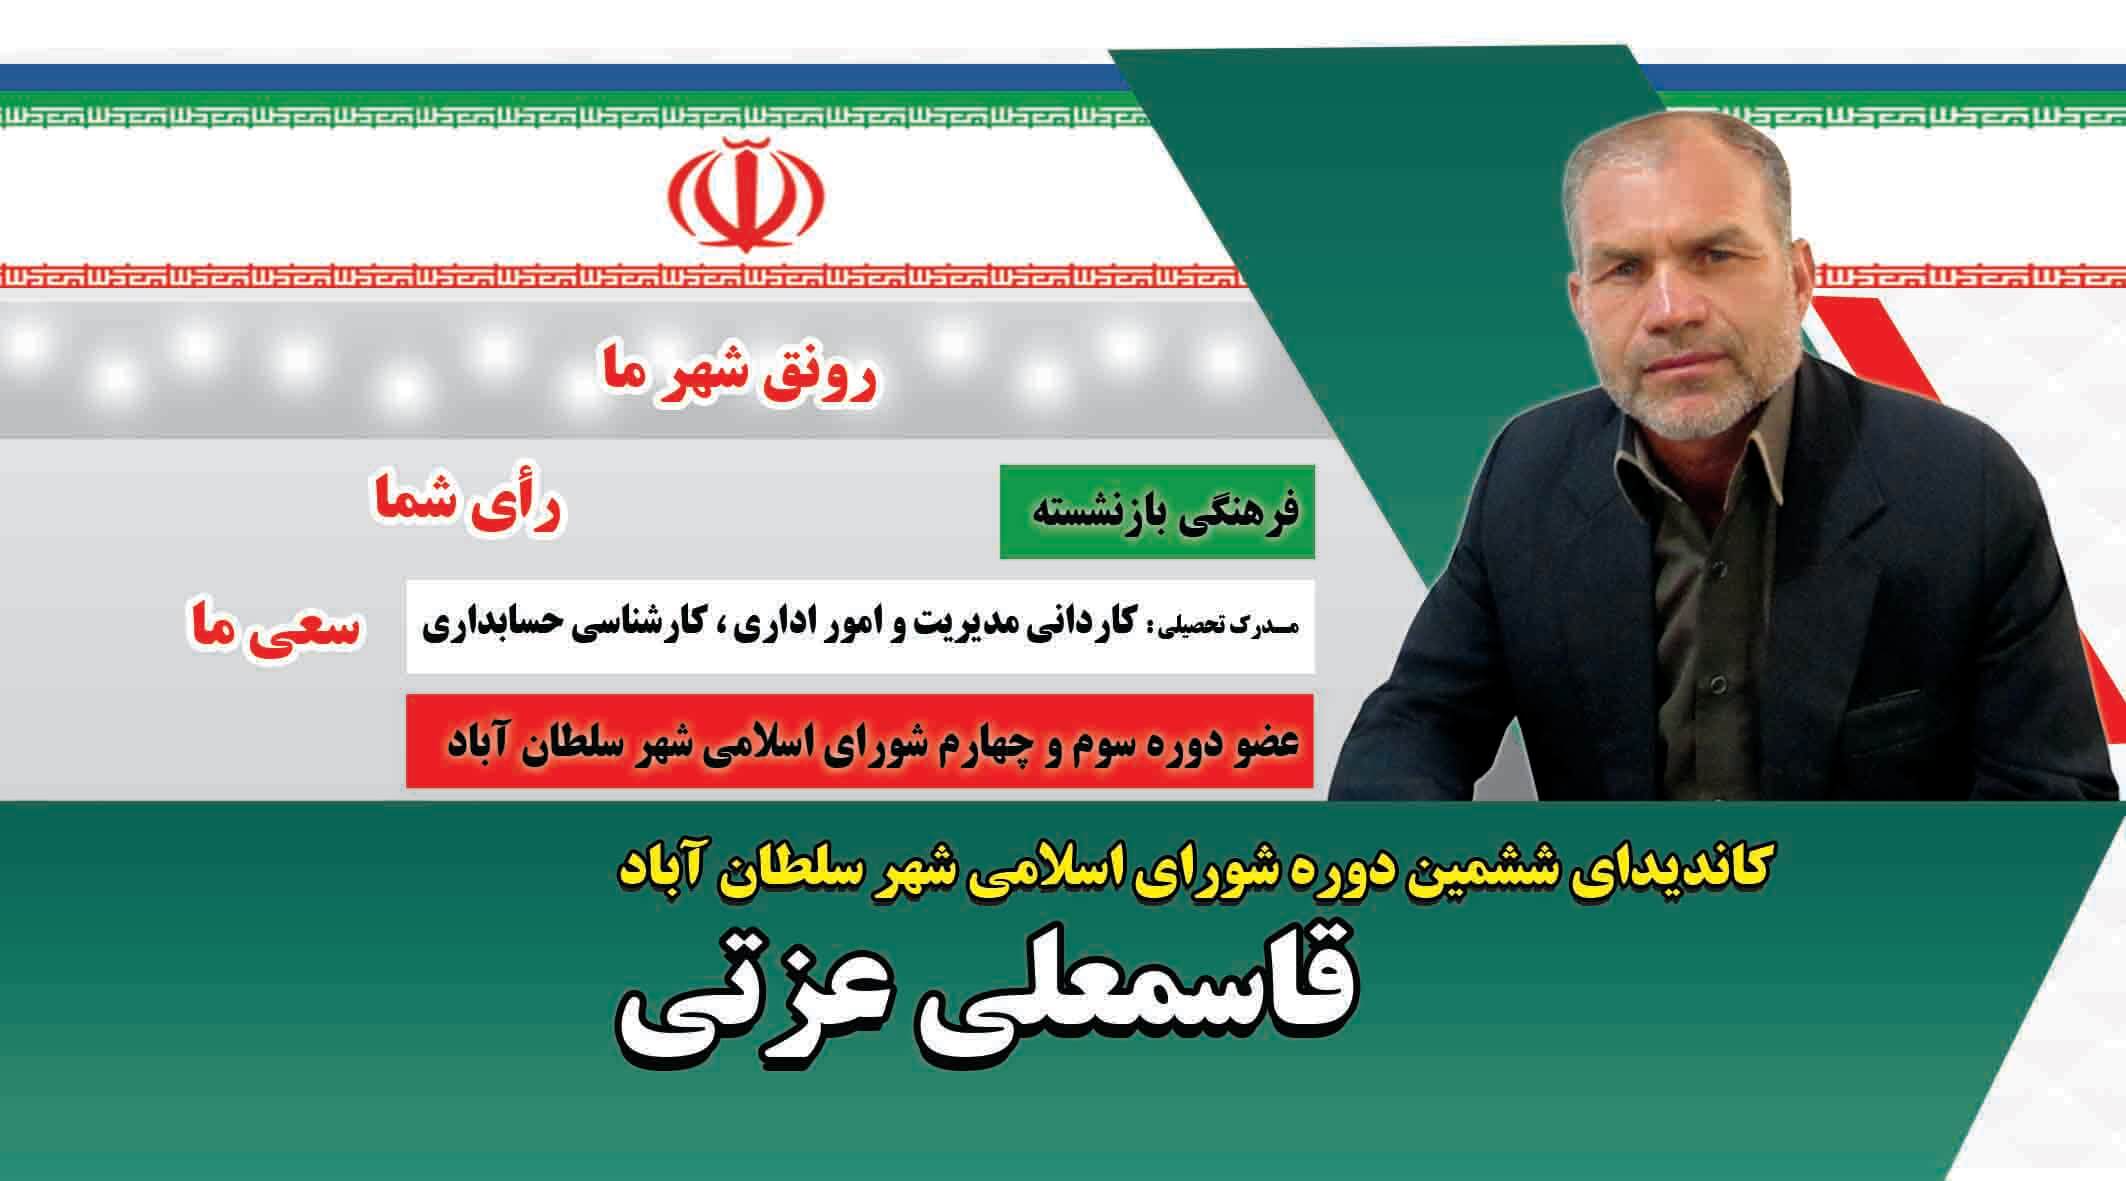 رونق شهر ما
رأی شما
سعی ما
فرهنگی بازنشسته
مـدرک تحصیلی : کاردانی مدیریت و امور اداری ، کارشناسی حسابداری
عضو دوره سوم و چهارم شورای اسلامی شهر سلطان آباد
کاندیدای ششمین دوره شورای اسلامی شهر سلطان آباد
قاسمعلی عزتی